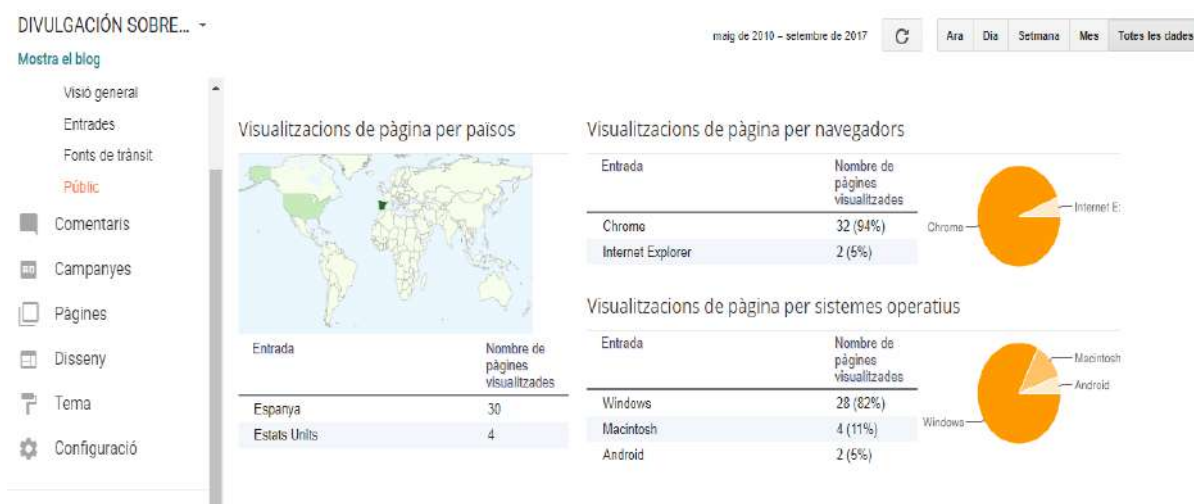 DIVULGACIÓN SOBRE...
Mostra el blog
Visió general
Entrades
Fonts de trànsit
Públic
Comentaris
Campanyes
Pàgines
Disseny
Tema
Configuració
maig de 2010 – setembre de 2017
Ara Dia Setmana Mes Totes les dades
Visualitzacions de pàgina per països
Entrada Nombre de
pàgines
visualitzades
Espanya 30
Estats Units 4
Visualitzacions de pàgina per navegadors
Entrada Nombre de
pàgines
visualitzades
Chrome 32 (94%)
Internet Explorer 2 (5%)
Chrome
Internet E:
Visualitzacions de pàgina per sistemes operatius
Entrada Nombre de
pàgines
visualitzades
Windows 28 (82%)
Macintosh 4 (11%)
Android 2 (5%)
Macintosh
Android
Windows